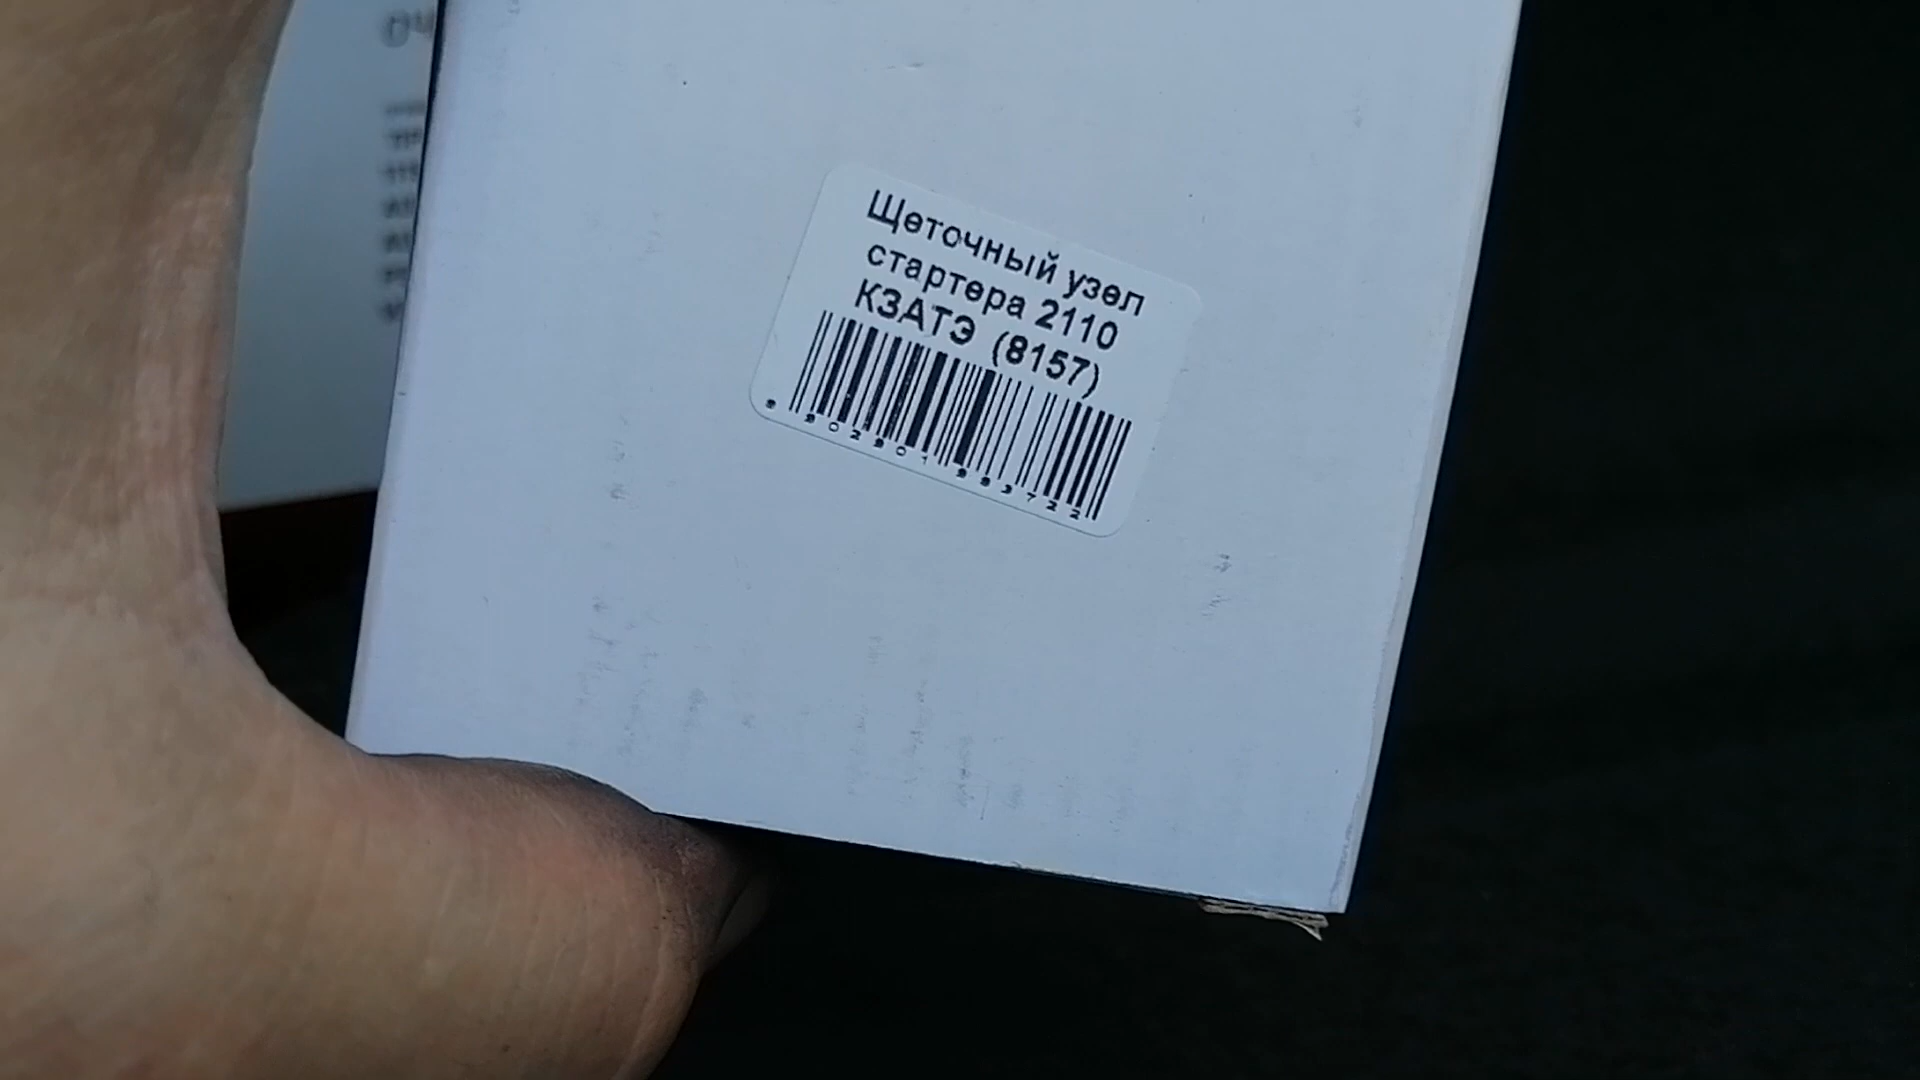 Щеточный узел
стартера 2110
КЗАТЭ (8157)